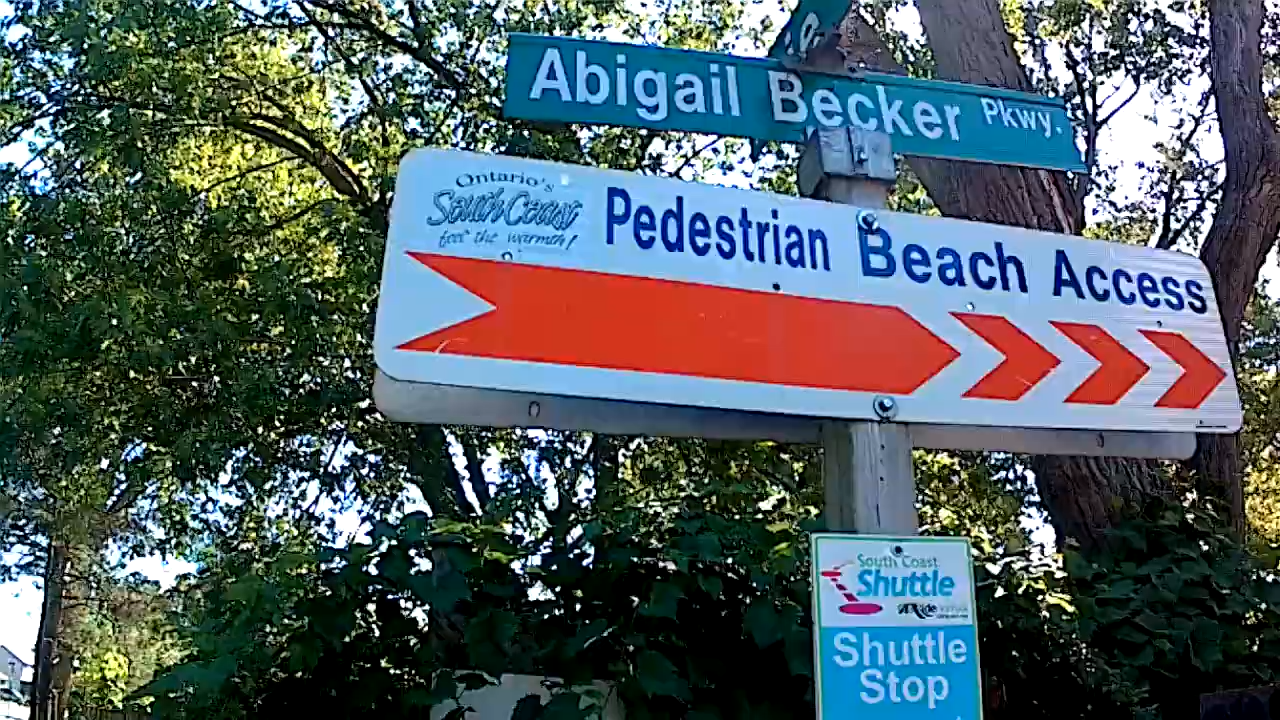 Abigail Becker Pkwy.
Ontario's
South Coast
feel the warmth!
Pedestrian Beach Access
South Coast
Shuttle
Shuttle
Stop